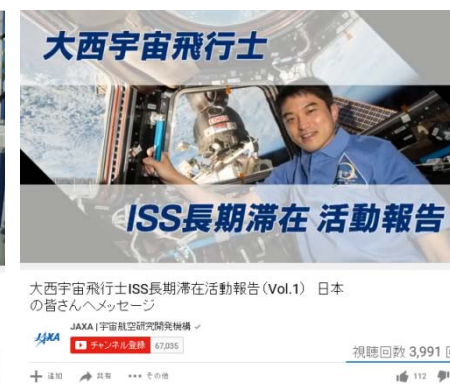 大西宇宙飛行士
ISS長期滞在 活動報告
大西宇宙飛行士ISS長期滞在活動報告(Vol.1) 日本
の皆さんへメッセージ
JAXA | 宇宙航空研究開発機構
JAXA
チャンネル登録 67,035
視聴回数 3,991
追加 共有 ••• その他
112